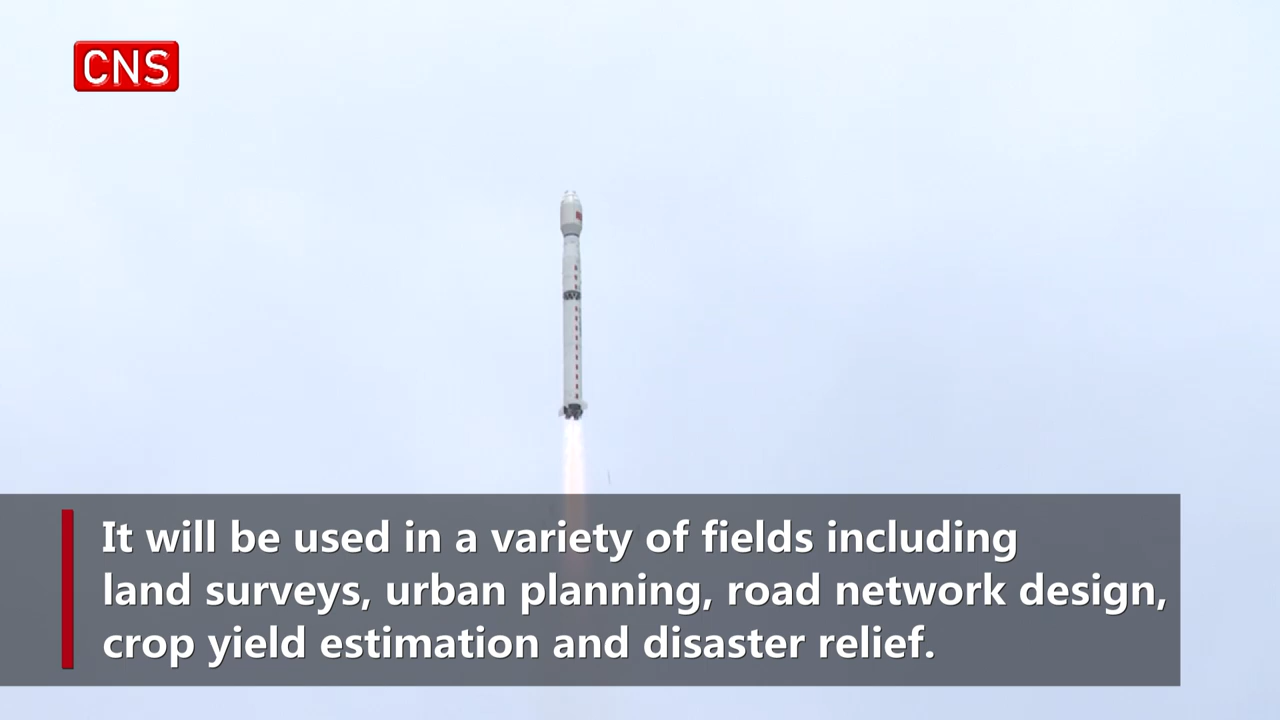 CNS
It will be used in a variety of fields including
land surveys, urban planning, road network design,
crop yield estimation and disaster relief.